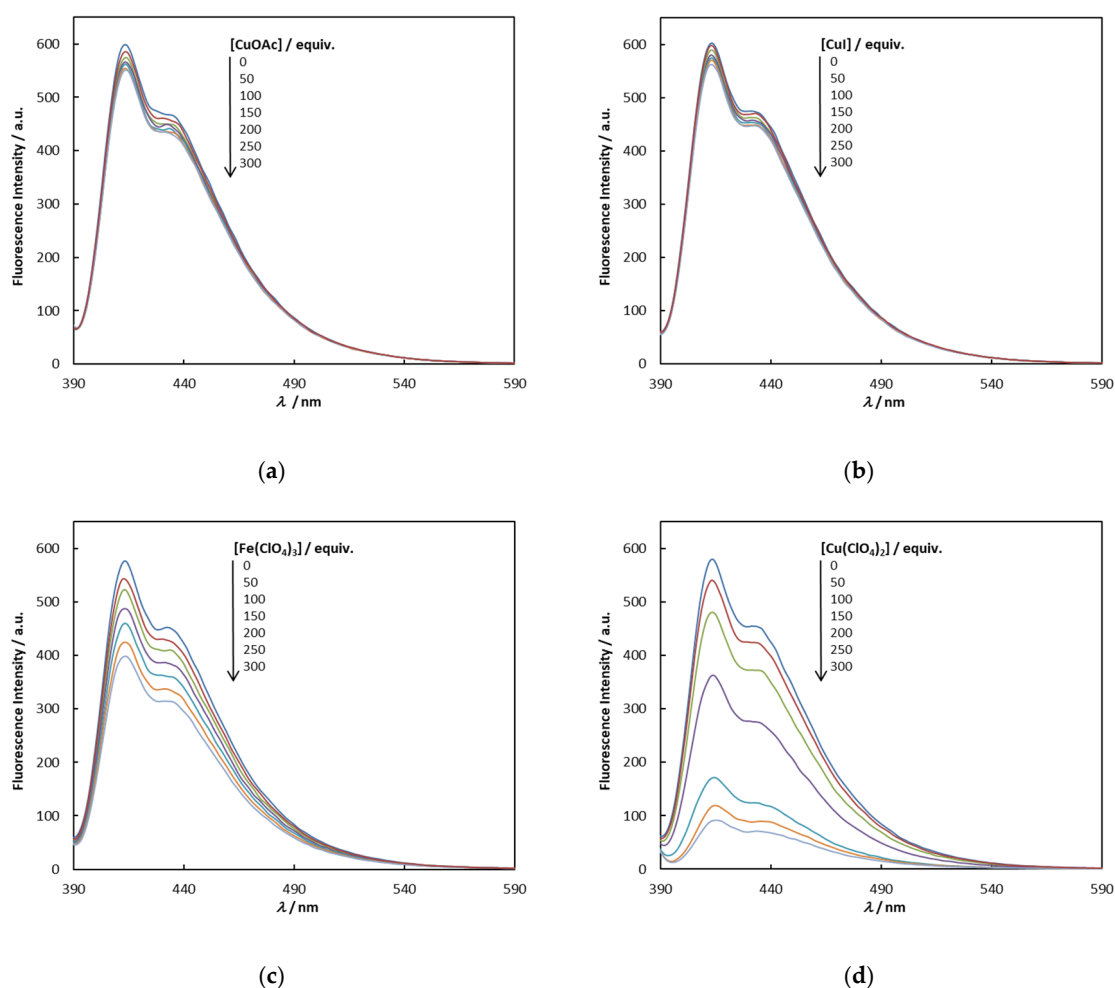 [CuOAc] / equiv.
0
50
100
150
200
250
300
600
500
400
300
200
100
0
Fluorescence Intensity / a.u.
390 440 490 540 590
λ / nm
(a)
[CuI] / equiv.
0
50
100
150
200
250
300
600
500
400
300
200
100
0
Fluorescence Intensity / a.u.
390 440 490 540 590
λ / nm
(b)
[Fe(ClO₄)₃] / equiv.
0
50
100
150
200
250
300
600
500
400
300
200
100
0
Fluorescence Intensity / a.u.
390 440 490 540 590
λ / nm
(c)
[Cu(ClO₄)₂] / equiv.
0
50
100
150
200
250
300
600
500
400
300
200
100
0
Fluorescence Intensity / a.u.
390 440 490 540 590
λ / nm
(d)